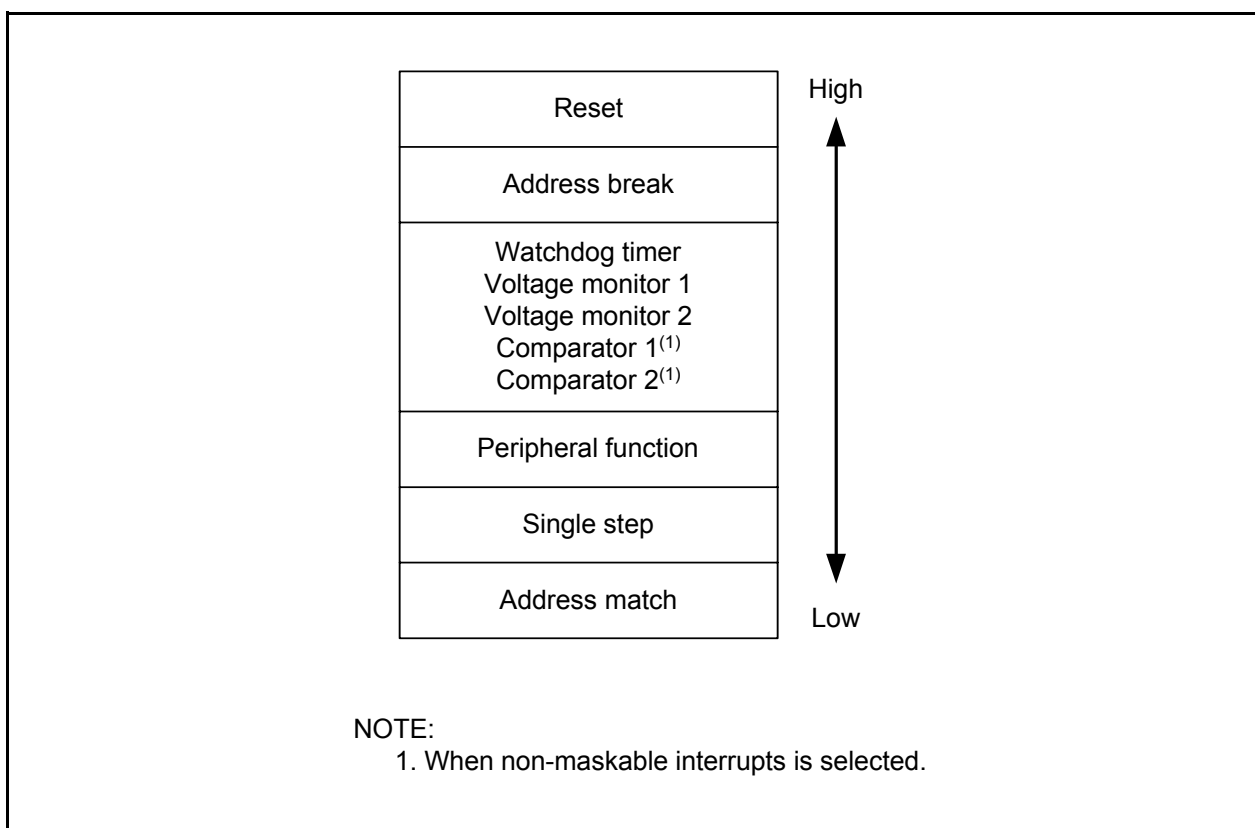 Reset
High
Address break
Watchdog timer
Voltage monitor 1
Voltage monitor 2
Comparator 1(1)
Comparator 2(1)
Peripheral function
Single step
Address match
Low
NOTE:
1. When non-maskable interrupts is selected.